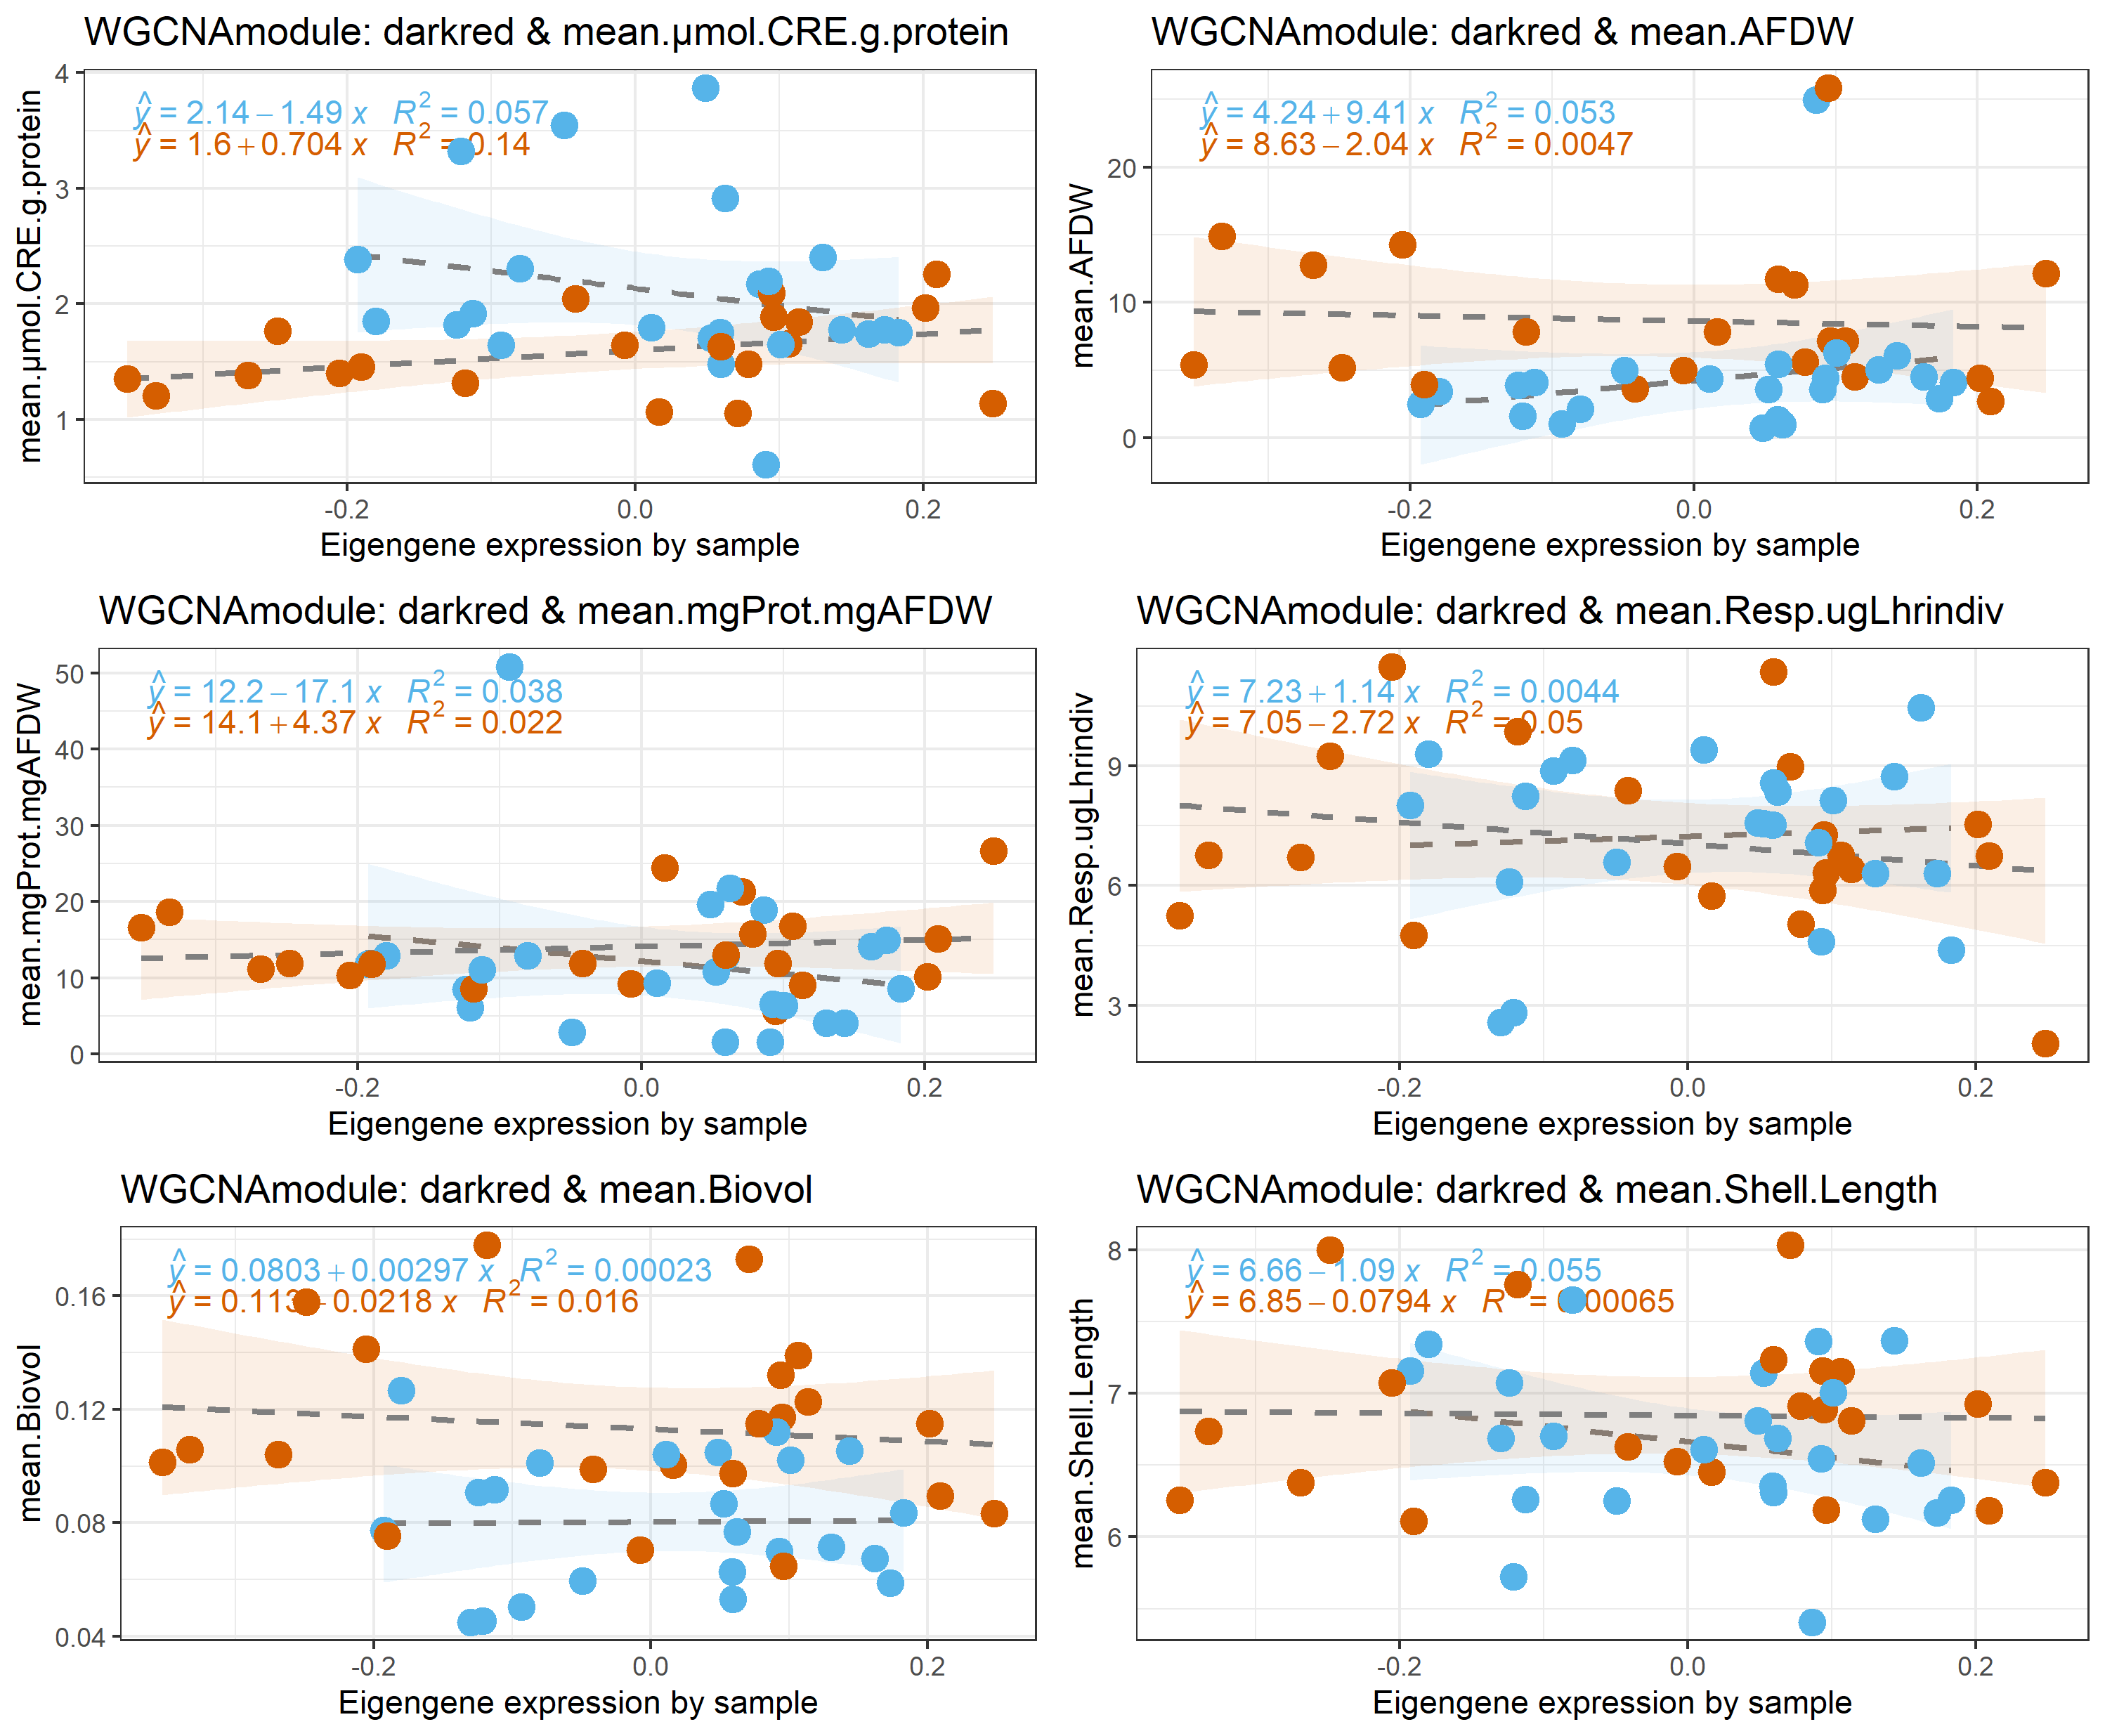 WGCNAmodule: darkred & mean.µmol.CRE.g.protein
ŷ = 2.14 − 1.49 x R² = 0.057
ŷ = 1.6 + 0.704 x R² = 0.14
mean.µmol.CRE.g.protein
4
3
2
1
-0.2 0.0 0.2
Eigengene expression by sample
WGCNAmodule: darkred & mean.AFDW
ŷ = 4.24 + 9.41 x R² = 0.053
ŷ = 8.63 − 2.04 x R² = 0.0047
mean.AFDW
20
10
0
-0.2 0.0 0.2
Eigengene expression by sample
WGCNAmodule: darkred & mean.mgProt.mgAFDW
ŷ = 12.2 − 17.1 x R² = 0.038
ŷ = 14.1 + 4.37 x R² = 0.022
mean.mgProt.mgAFDW
50
40
30
20
10
0
-0.2 0.0 0.2
Eigengene expression by sample
WGCNAmodule: darkred & mean.Resp.ugLhrindiv
ŷ = 7.23 + 1.14 x R² = 0.0044
ŷ = 7.05 − 2.72 x R² = 0.05
mean.Resp.ugLhrindiv
9
6
3
-0.2 0.0 0.2
Eigengene expression by sample
WGCNAmodule: darkred & mean.Biovol
ŷ = 0.0803 + 0.00297 x R² = 0.00023
ŷ = 0.113 − 0.0218 x R² = 0.016
mean.Biovol
0.16
0.12
0.08
0.04
-0.2 0.0 0.2
Eigengene expression by sample
WGCNAmodule: darkred & mean.Shell.Length
ŷ = 6.66 − 1.09 x R² = 0.055
ŷ = 6.85 − 0.0794 x R = 00065
mean.Shell.Length
8
7
6
-0.2 0.0 0.2
Eigengene expression by sample